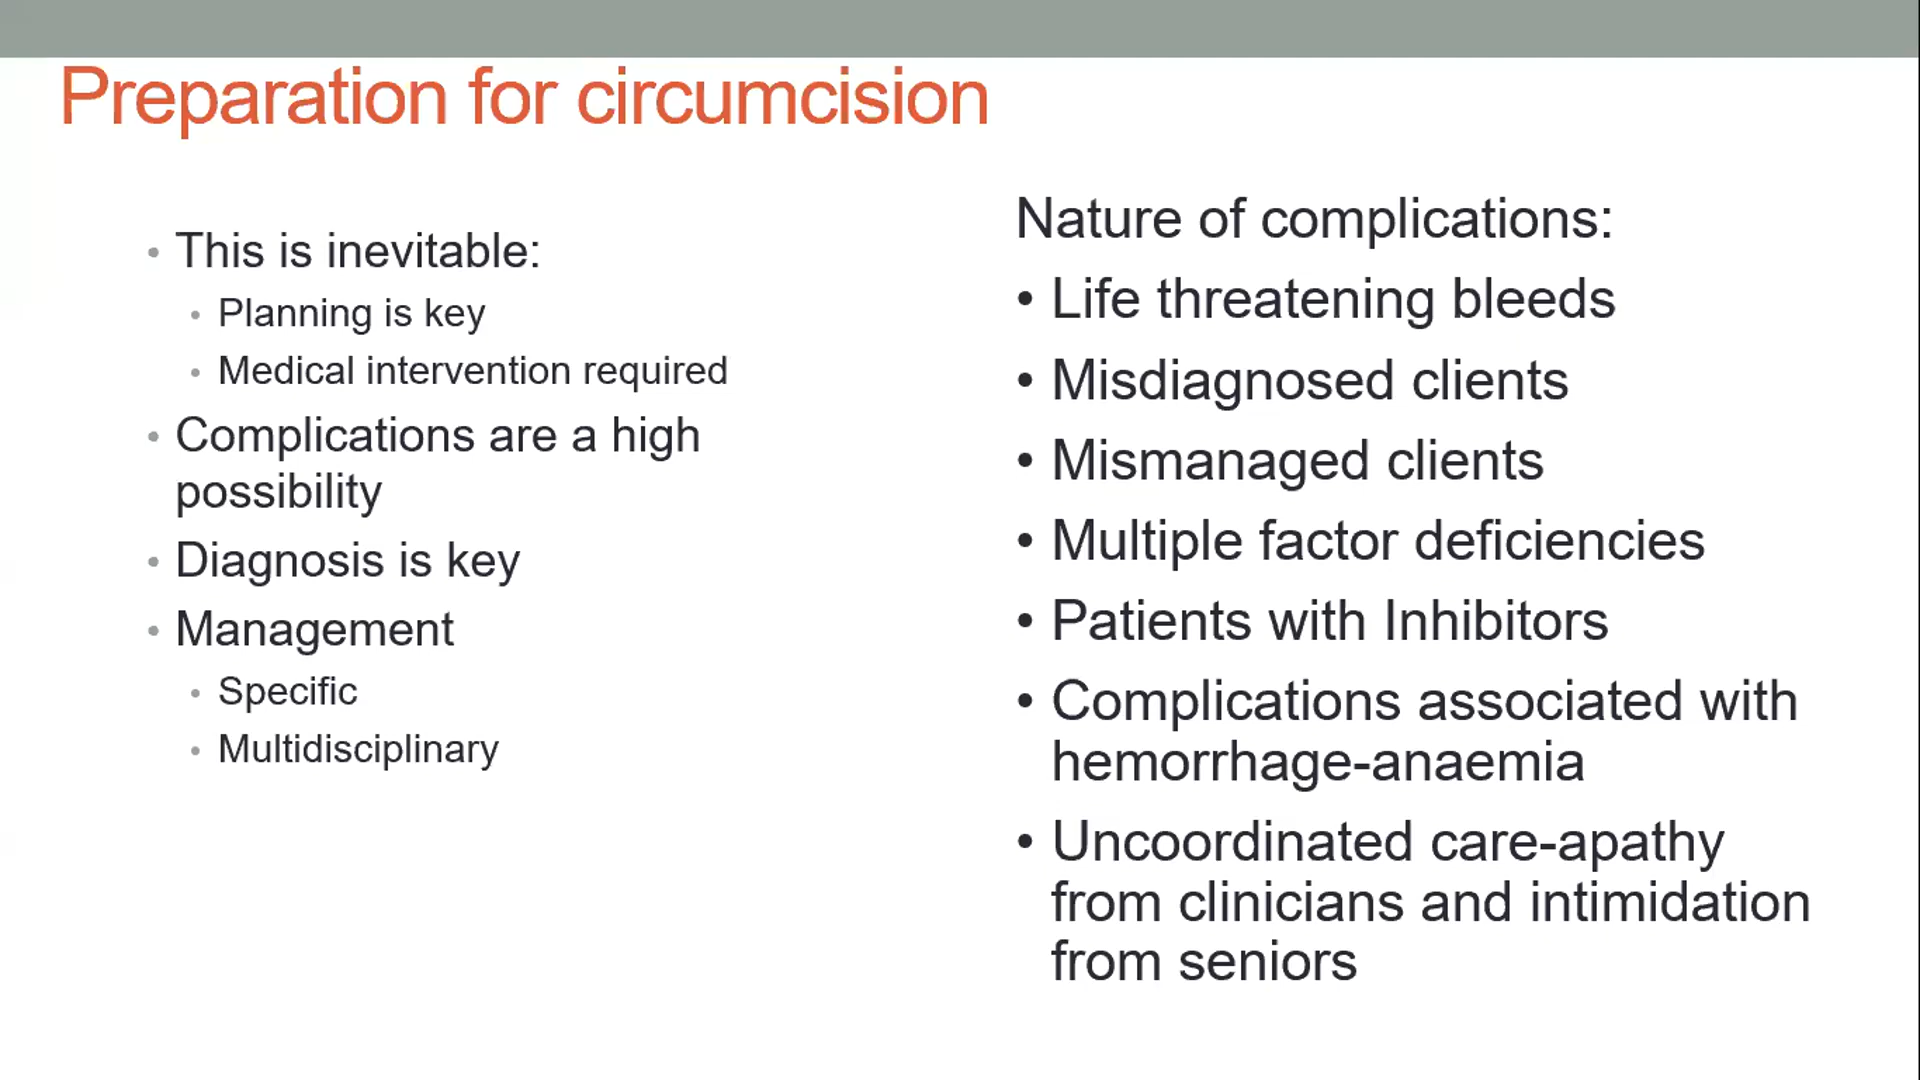 Preparation for circumcision
• This is inevitable:
• Planning is key
• Medical intervention required
• Complications are a high
possibility
• Diagnosis is key
• Management
• Specific
• Multidisciplinary
Nature of complications:
• Life threatening bleeds
• Misdiagnosed clients
• Mismanaged clients
• Multiple factor deficiencies
• Patients with Inhibitors
• Complications associated with
hemorrhage-anaemia
• Uncoordinated care-apathy
from clinicians and intimidation
from seniors